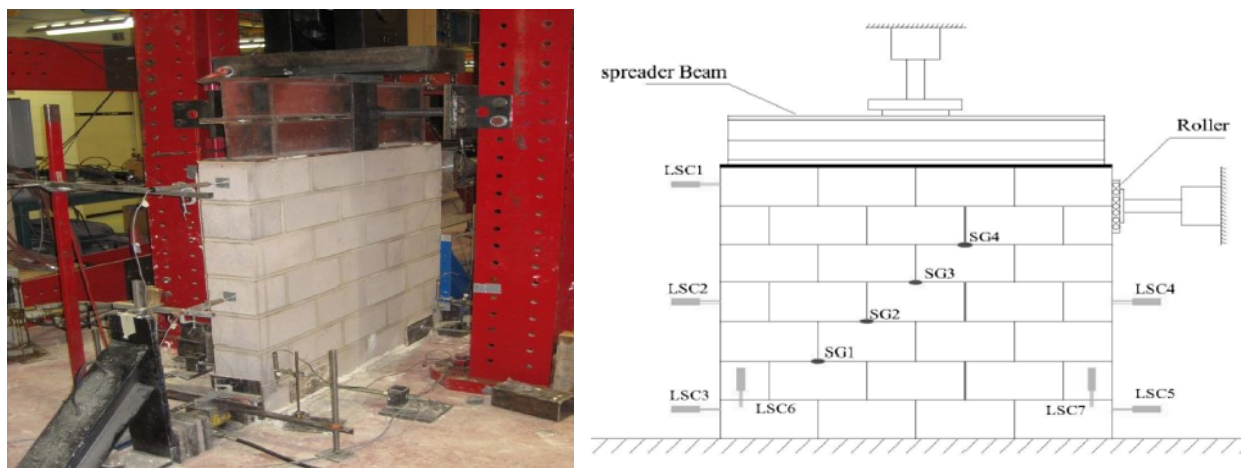 spreader Beam
Roller
LSC1
SG4
SG3
LSC2
LSC4
SG2
SG1
LSC3
LSC6
LSC7
LSC5